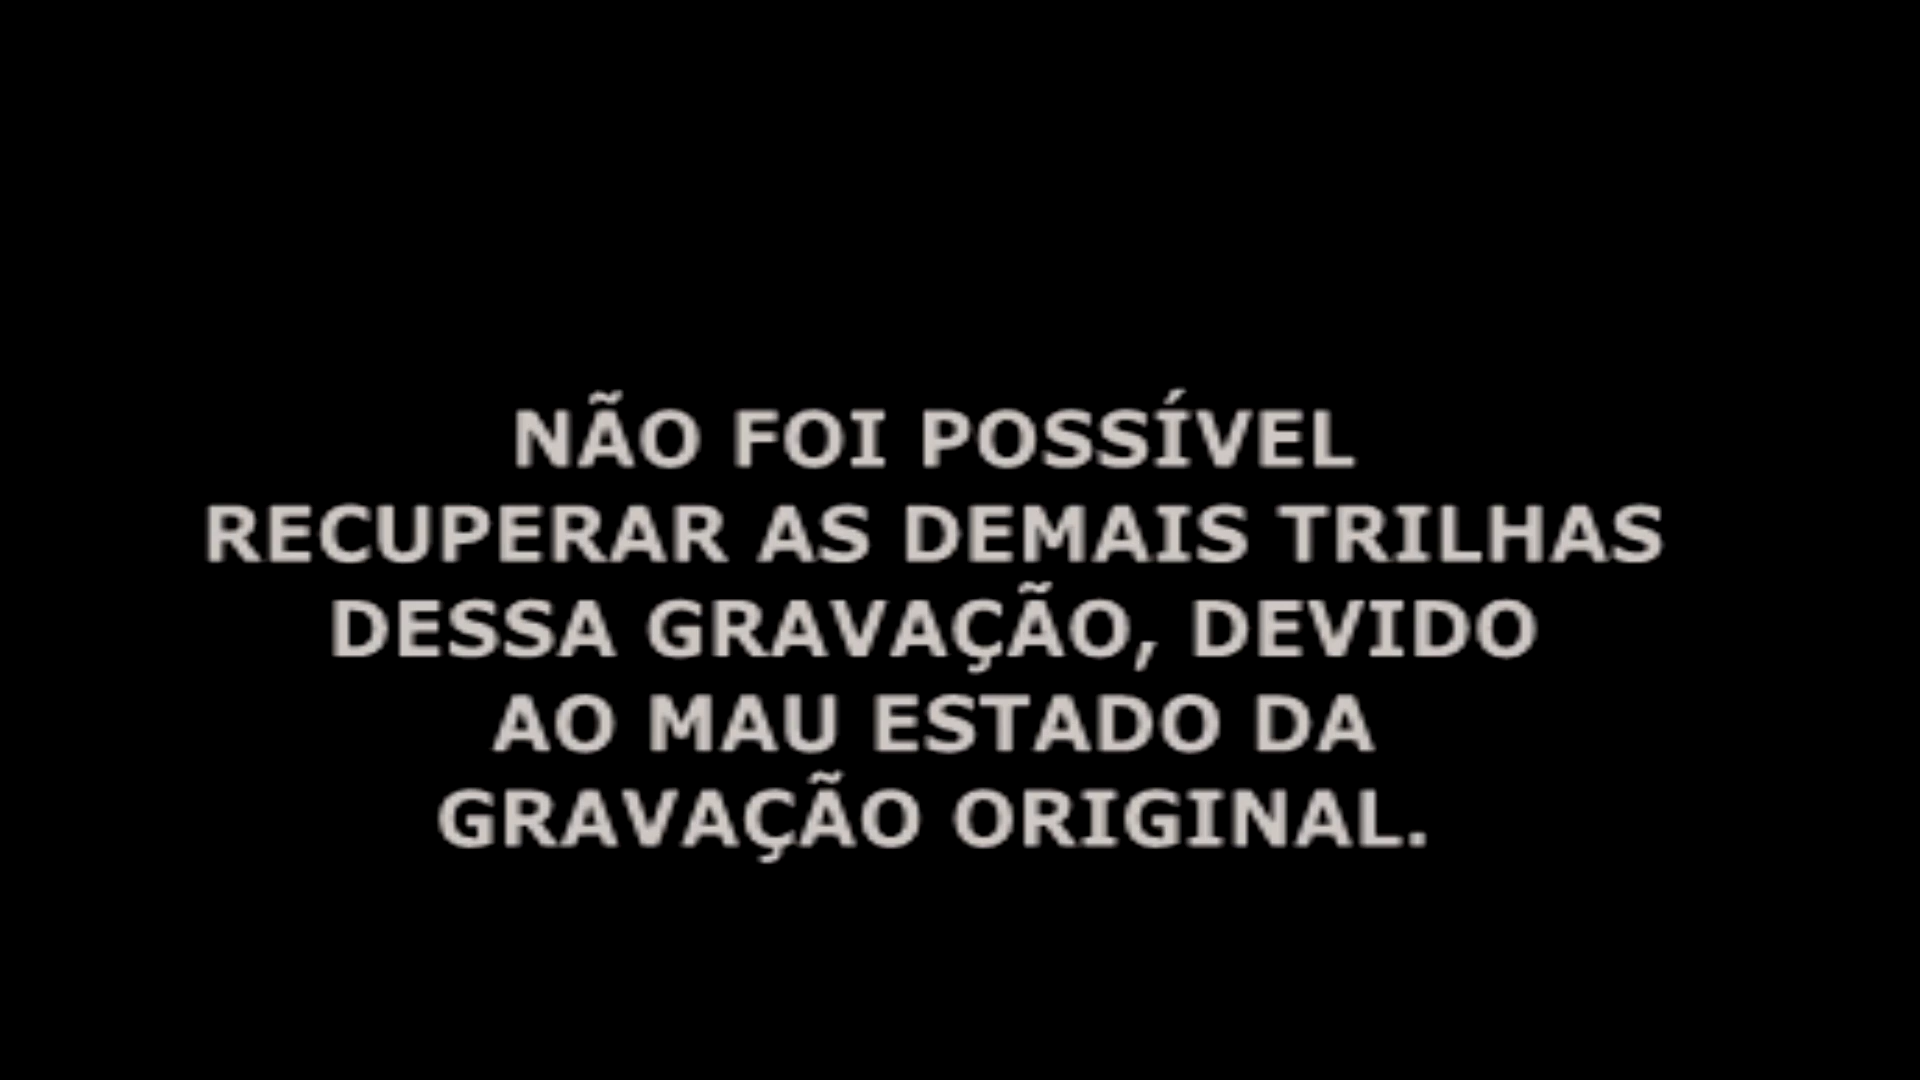 NÃO FOI POSSÍVEL
RECUPERAR AS DEMAIS TRILHAS
DESSA GRAVAÇÃO, DEVIDO
AO MAU ESTADO DA
GRAVAÇÃO ORIGINAL.